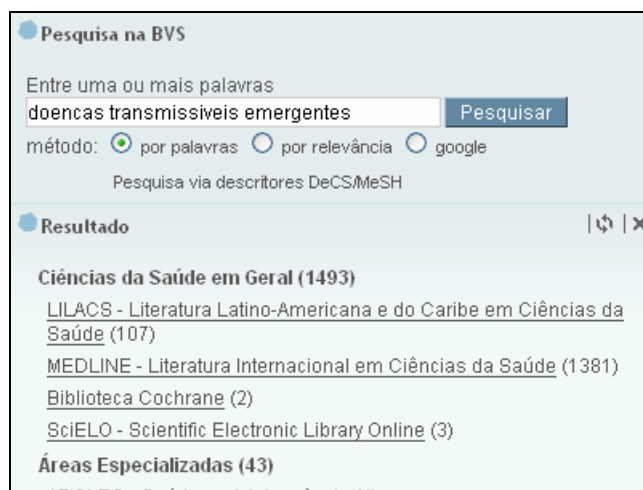 Pesquisa na BVS
Entre uma ou mais palavras
doencas transmissiveis emergentes Pesquisar
método: por palavras por relevância google
Pesquisa via descritores DeCS/MeSH
Resultado
Ciências da Saúde em Geral (1493)
LILACS - Literatura Latino-Americana e do Caribe em Ciências da
Saúde (107)
MEDLINE - Literatura Internacional em Ciências da Saúde (1381)
Biblioteca Cochrane (2)
SciELO - Scientific Electronic Library Online (3)
Áreas Especializadas (43)